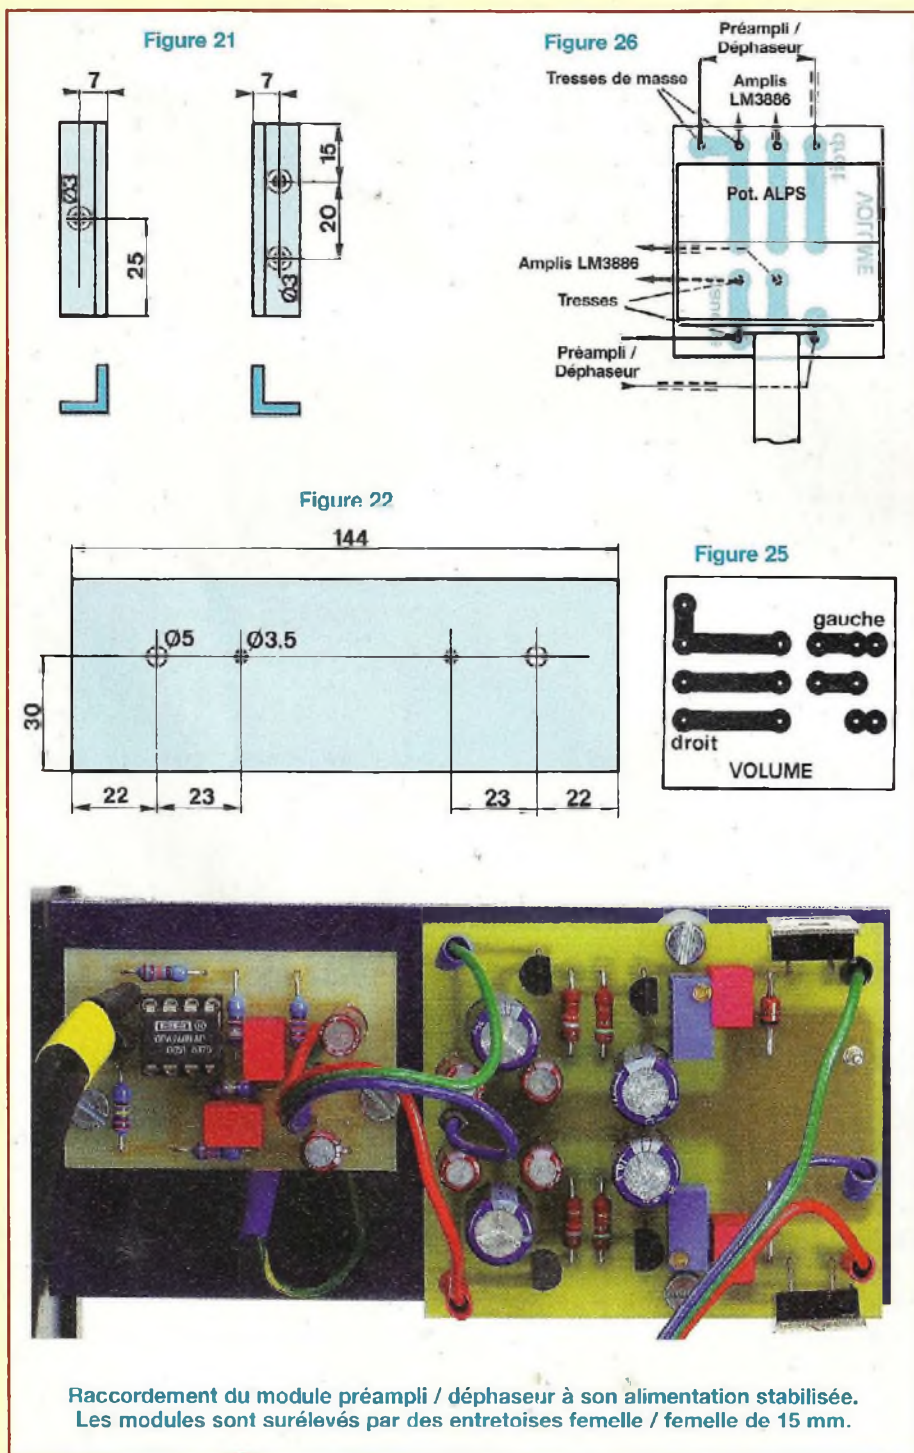 Figure 21
7
Ø3
25
7
15
20
Ø3
Figure 26
Préampli /
Déphaseur
Tresses de masse
Amplis
LM3886
droit
VOLUME
Pot. ALPS
Amplis LM3886
Tresses
Préampli /
Déphaseur
Figure 22
144
Ø5
Ø3,5
30
22
23
23
22
Figure 25
gauche
droit
VOLUME
Raccordement du module préampli / déphaseur à son alimentation stabilisée.
Les modules sont surélevés par des entretoises femelle / femelle de 15 mm.